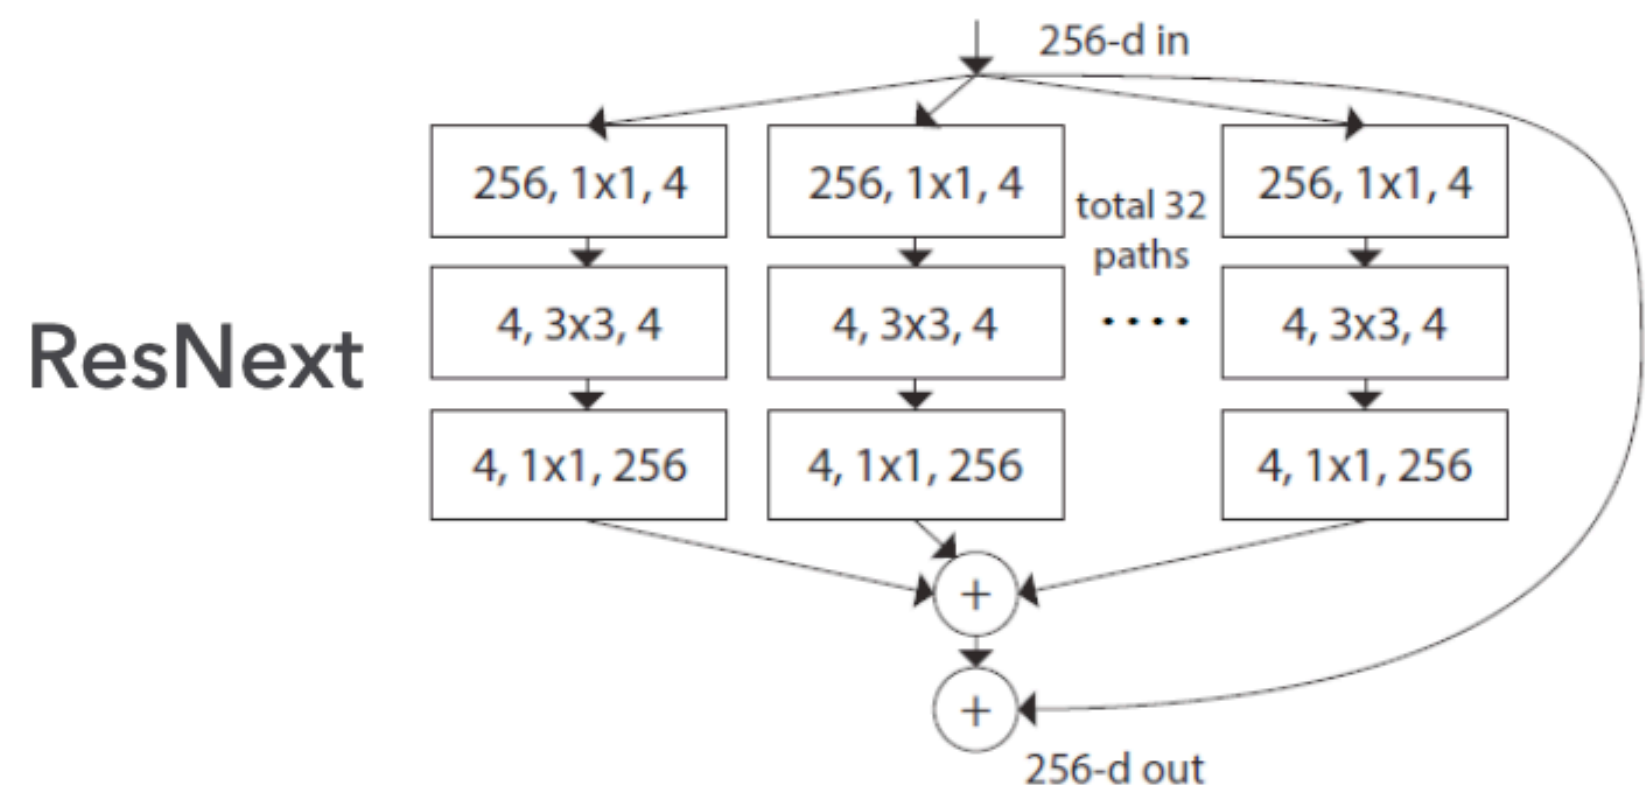 256-d in
256, 1x1, 4
256, 1x1, 4
total 32
paths
256, 1x1, 4
ResNext
4, 3x3, 4
4, 3x3, 4
....
4, 3x3, 4
4, 1x1, 256
4, 1x1, 256
4, 1x1, 256
+
+
256-d out